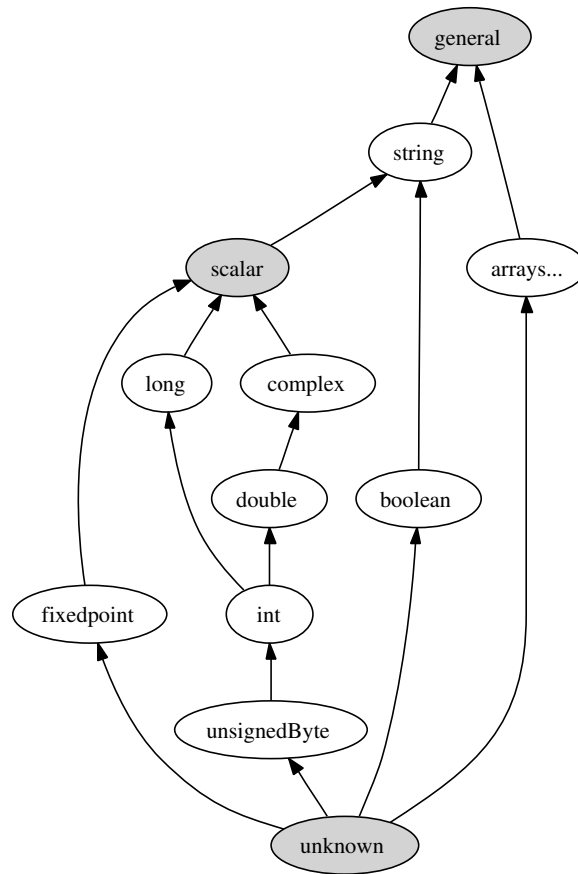 general
string
scalar
arrays...
long
complex
double
boolean
fixedpoint
int
unsignedByte
unknown